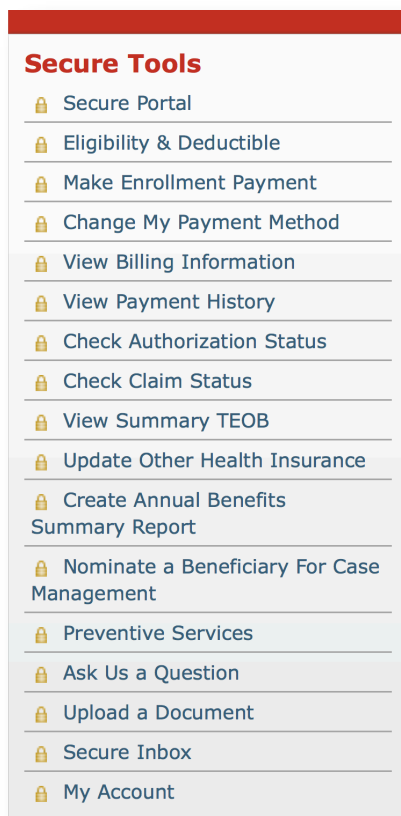 Secure Tools
Secure Portal
Eligibility & Deductible
Make Enrollment Payment
Change My Payment Method
View Billing Information
View Payment History
Check Authorization Status
Check Claim Status
View Summary TEOB
Update Other Health Insurance
Create Annual Benefits
Summary Report
Nominate a Beneficiary For Case
Management
Preventive Services
Ask Us a Question
Upload a Document
Secure Inbox
My Account